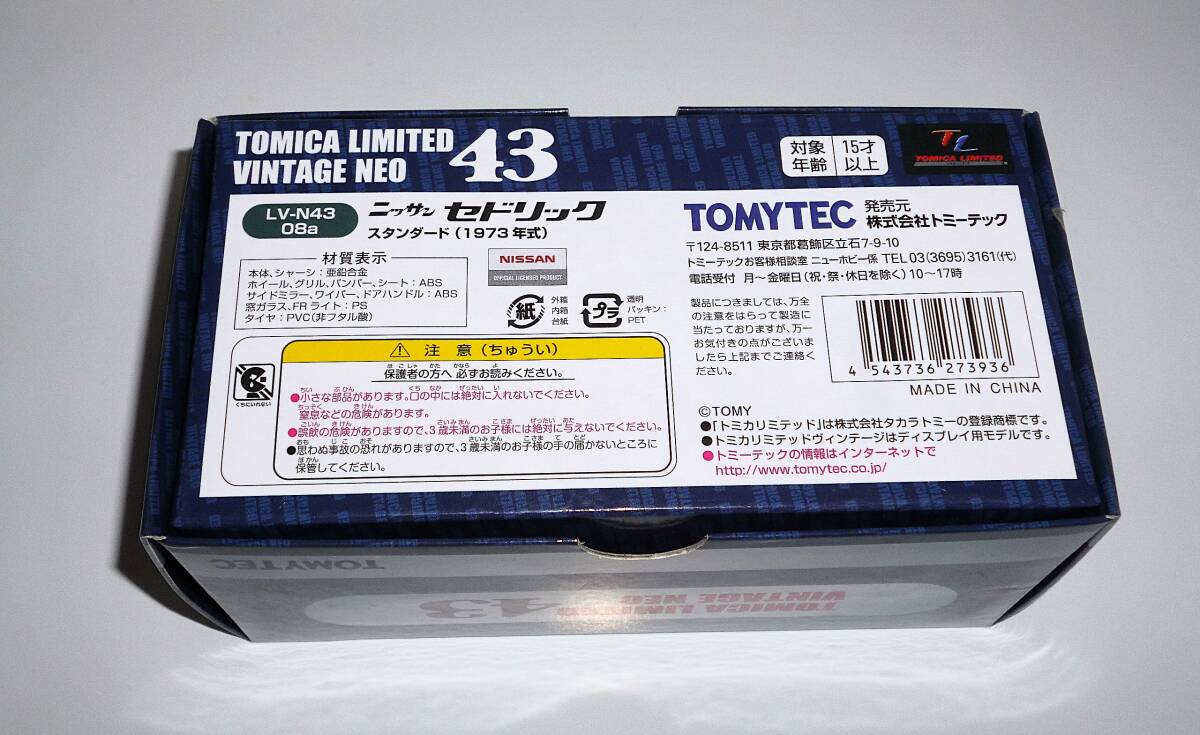 TOMICA LIMITED
VINTAGE NEO
43
対象
年齢
15才
以上
TL
TOMICA LIMITED
LV-N43
08a
ニッサン セドリック
スタンダード(1973年式)
材質表示
本体、シャーシ:亜鉛合金
ホイール、グリル、バンパー、シート:ABS
サイドミラー、ワイパー、ドアハンドル:ABS
窓ガラス、FRライト:PS
タイヤ:PVC(非フタル酸)
NISSAN
OFFICIAL LICENSED PRODUCT
紙
外箱
内箱
台紙
プラ
透明
パッキン:
PET
くちにいれない
注 意(ちゅうい)
保護者の方へ 必ずお読みください。
●小さな部品があります。口の中には絶対に入れないでください。
窒息などの危険があります。
●誤飲の危険がありますので、3歳未満のお子様には絶対に与えないでください。
●思わぬ事故の恐れがありますので、3歳未満のお子様の手の届かないところに
保管してください。
TOMYTEC
発売元
株式会社トミーテック
〒124-8511 東京都葛飾区立石7-9-10
トミーテックお客様相談室 ニューホビー係 TEL 03(3695)3161(代)
電話受付 月~金曜日(祝・祭・休日を除く)10~17時
製品につきましては、万全
の注意をはらって製造に
当たっておりますが、万一
お気付きの点がございま
したら上記までご連絡く
ださい。
4 543736 273936
MADE IN CHINA
©TOMY
●「トミカリミテッド」は株式会社タカラトミーの登録商標です。
●トミカリミテッドヴィンテージはディスプレイ用モデルです。
●トミーテックの情報はインターネットで
http://www.tomytec.co.jp/
TOMYTEC
TOMICA LIMITED
VINTAGE NEO
43